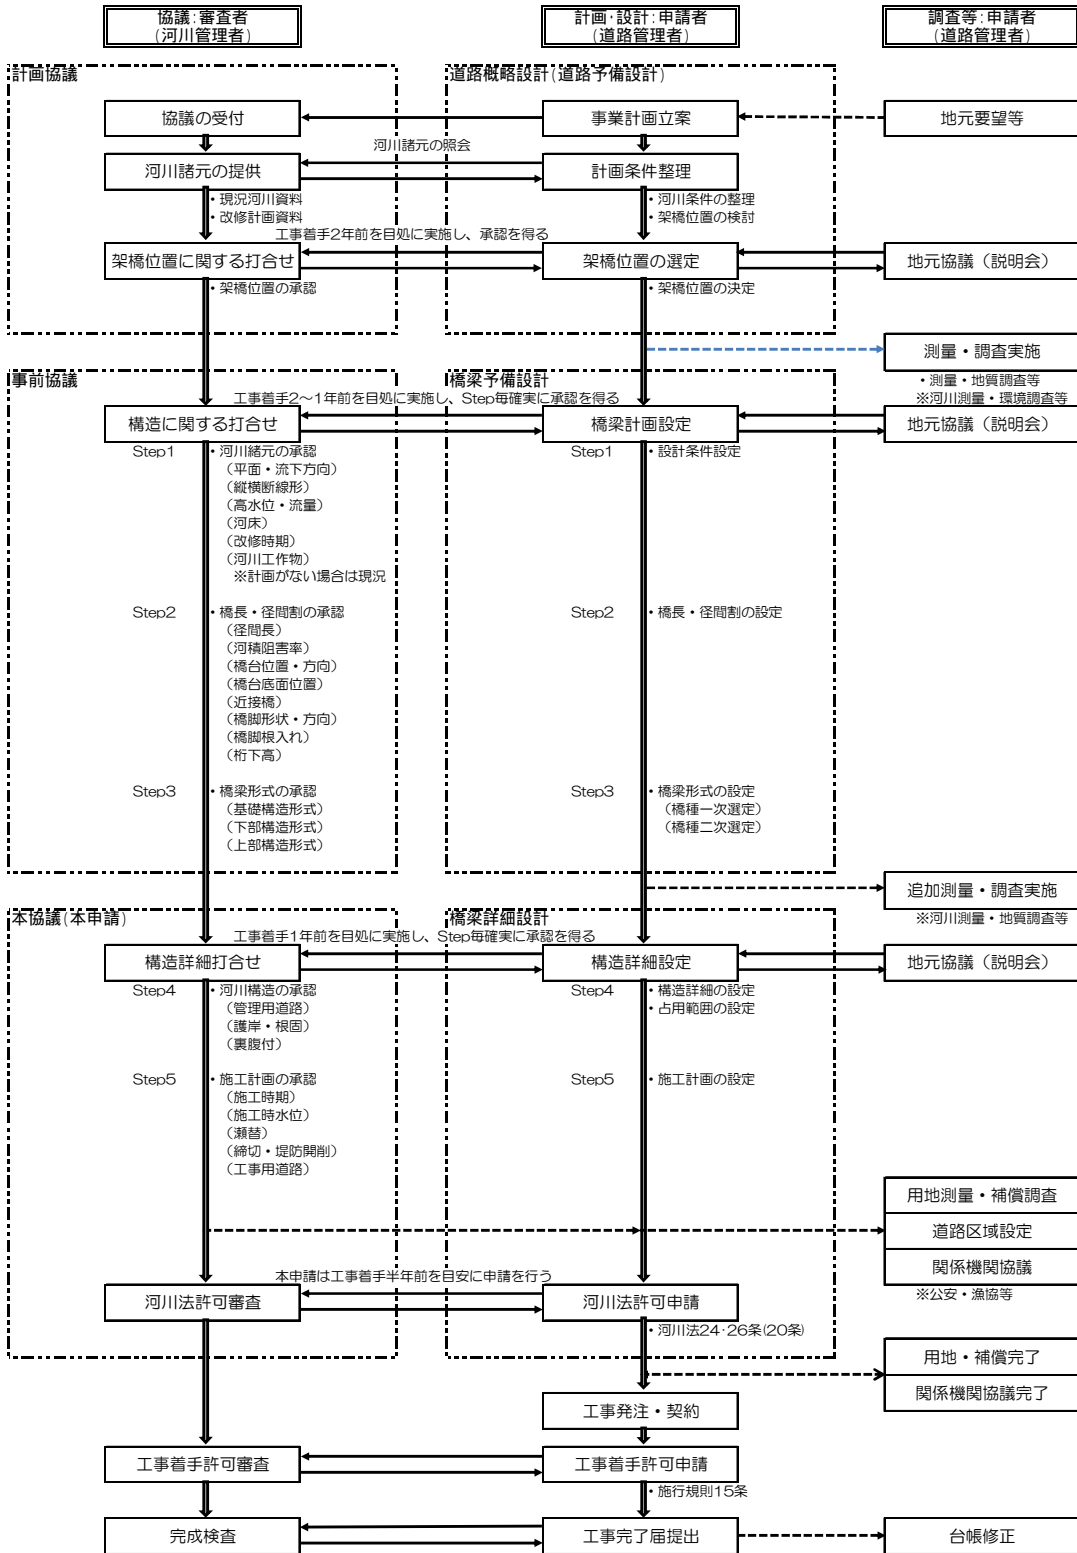 協議:審査者
(河川管理者)
計画・設計:申請者
(道路管理者)
調査等:申請者
(道路管理者)
計画協議
道路概略設計(道路予備設計)
協議の受付
事業計画立案
地元要望等
河川諸元の照会
河川諸元の提供
計画条件整理
・現況河川資料
・改修計画資料
・河川条件の整理
・架橋位置の検討
工事着手2年前を目処に実施し、承認を得る
架橋位置に関する打合せ
架橋位置の選定
地元協議（説明会）
・架橋位置の承認
・架橋位置の決定
測量・調査実施
・測量・地質調査等
※河川測量・環境調査等
事前協議
橋梁予備設計
工事着手2～1年前を目処に実施し、Step毎確実に承認を得る
構造に関する打合せ
橋梁計画設定
地元協議（説明会）
Step1
・河川緒元の承認
（平面・流下方向）
（縦横断線形）
（高水位・流量）
（河床）
（改修時期）
（河川工作物）
※計画がない場合は現況
Step1
・設計条件設定
Step2
・橋長・径間割の承認
（径間長）
（河積阻害率）
（橋台位置・方向）
（橋台底面位置）
（近接橋）
（橋脚形状・方向）
（橋脚根入れ）
（桁下高）
Step2
・橋長・径間割の設定
Step3
・橋梁形式の承認
（基礎構造形式）
（下部構造形式）
（上部構造形式）
Step3
・橋梁形式の設定
（橋種一次選定）
（橋種二次選定）
追加測量・調査実施
※河川測量・地質調査等
本協議(本申請)
橋梁詳細設計
工事着手1年前を目処に実施し、Step毎確実に承認を得る
構造詳細打合せ
構造詳細設定
地元協議（説明会）
Step4
・河川構造の承認
（管理用道路）
（護岸・根固）
（裏腹付）
Step4
・構造詳細の設定
・占用範囲の設定
Step5
・施工計画の承認
（施工時期）
（施工時水位）
（瀬替）
（締切・堤防開削）
（工事用道路）
Step5
・施工計画の設定
用地測量・補償調査
道路区域設定
関係機関協議
※公安・漁協等
本申請は工事着手半年前を目安に申請を行う
河川法許可審査
河川法許可申請
・河川法24・26条(20条)
用地・補償完了
関係機関協議完了
工事発注・契約
工事着手許可審査
工事着手許可申請
・施行規則15条
完成検査
工事完了届提出
台帳修正